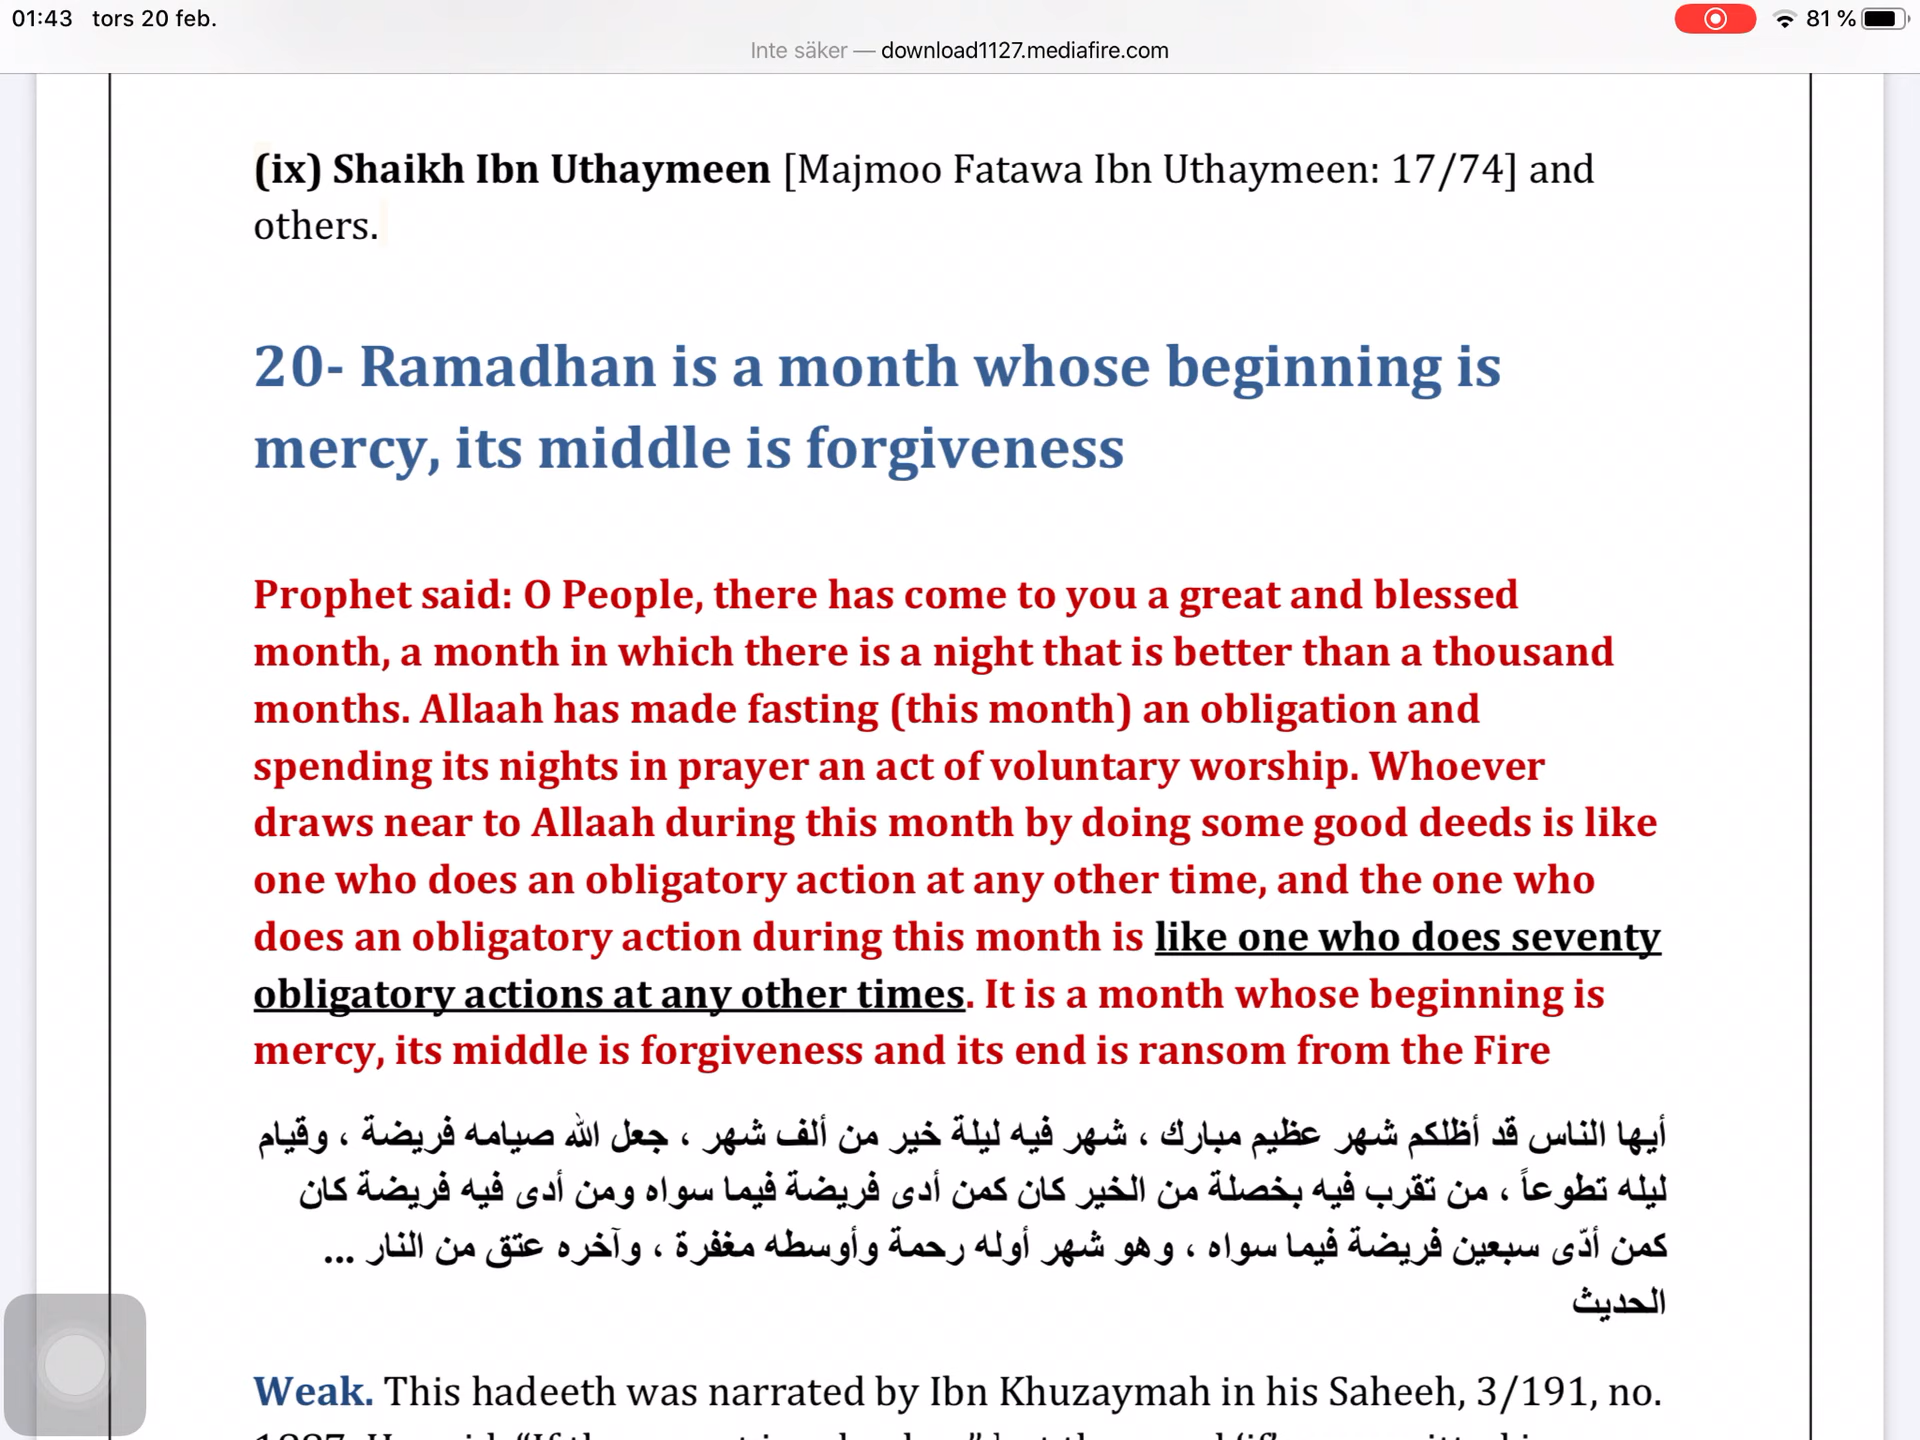 01:43 tors 20 feb.
81 %
Inte säker — download1127.mediafire.com
(ix) Shaikh Ibn Uthaymeen [Majmoo Fatawa Ibn Uthaymeen: 17/74] and
others.
20- Ramadhan is a month whose beginning is
mercy, its middle is forgiveness
Prophet said: O People, there has come to you a great and blessed
month, a month in which there is a night that is better than a thousand
months. Allaah has made fasting (this month) an obligation and
spending its nights in prayer an act of voluntary worship. Whoever
draws near to Allaah during this month by doing some good deeds is like
one who does an obligatory action at any other time, and the one who
does an obligatory action during this month is like one who does seventy
obligatory actions at any other times. It is a month whose beginning is
mercy, its middle is forgiveness and its end is ransom from the Fire
أيها الناس قد أظلكم شهر عظيم مبارك ، شهر فيه ليلة خير من ألف شهر ، جعل الله صيامه فريضة ، وقيام
ليله تطوعاً ، من تقرب فيه بخصلة من الخير كان كمن أدى فريضة فيما سواه ومن أدى فيه فريضة كان
كمن أدّى سبعين فريضة فيما سواه ، وهو شهر أوله رحمة وأوسطه مغفرة ، وآخره عتق من النار ...
الحديث
Weak. This hadeeth was narrated by Ibn Khuzaymah in his Saheeh, 3/191, no.